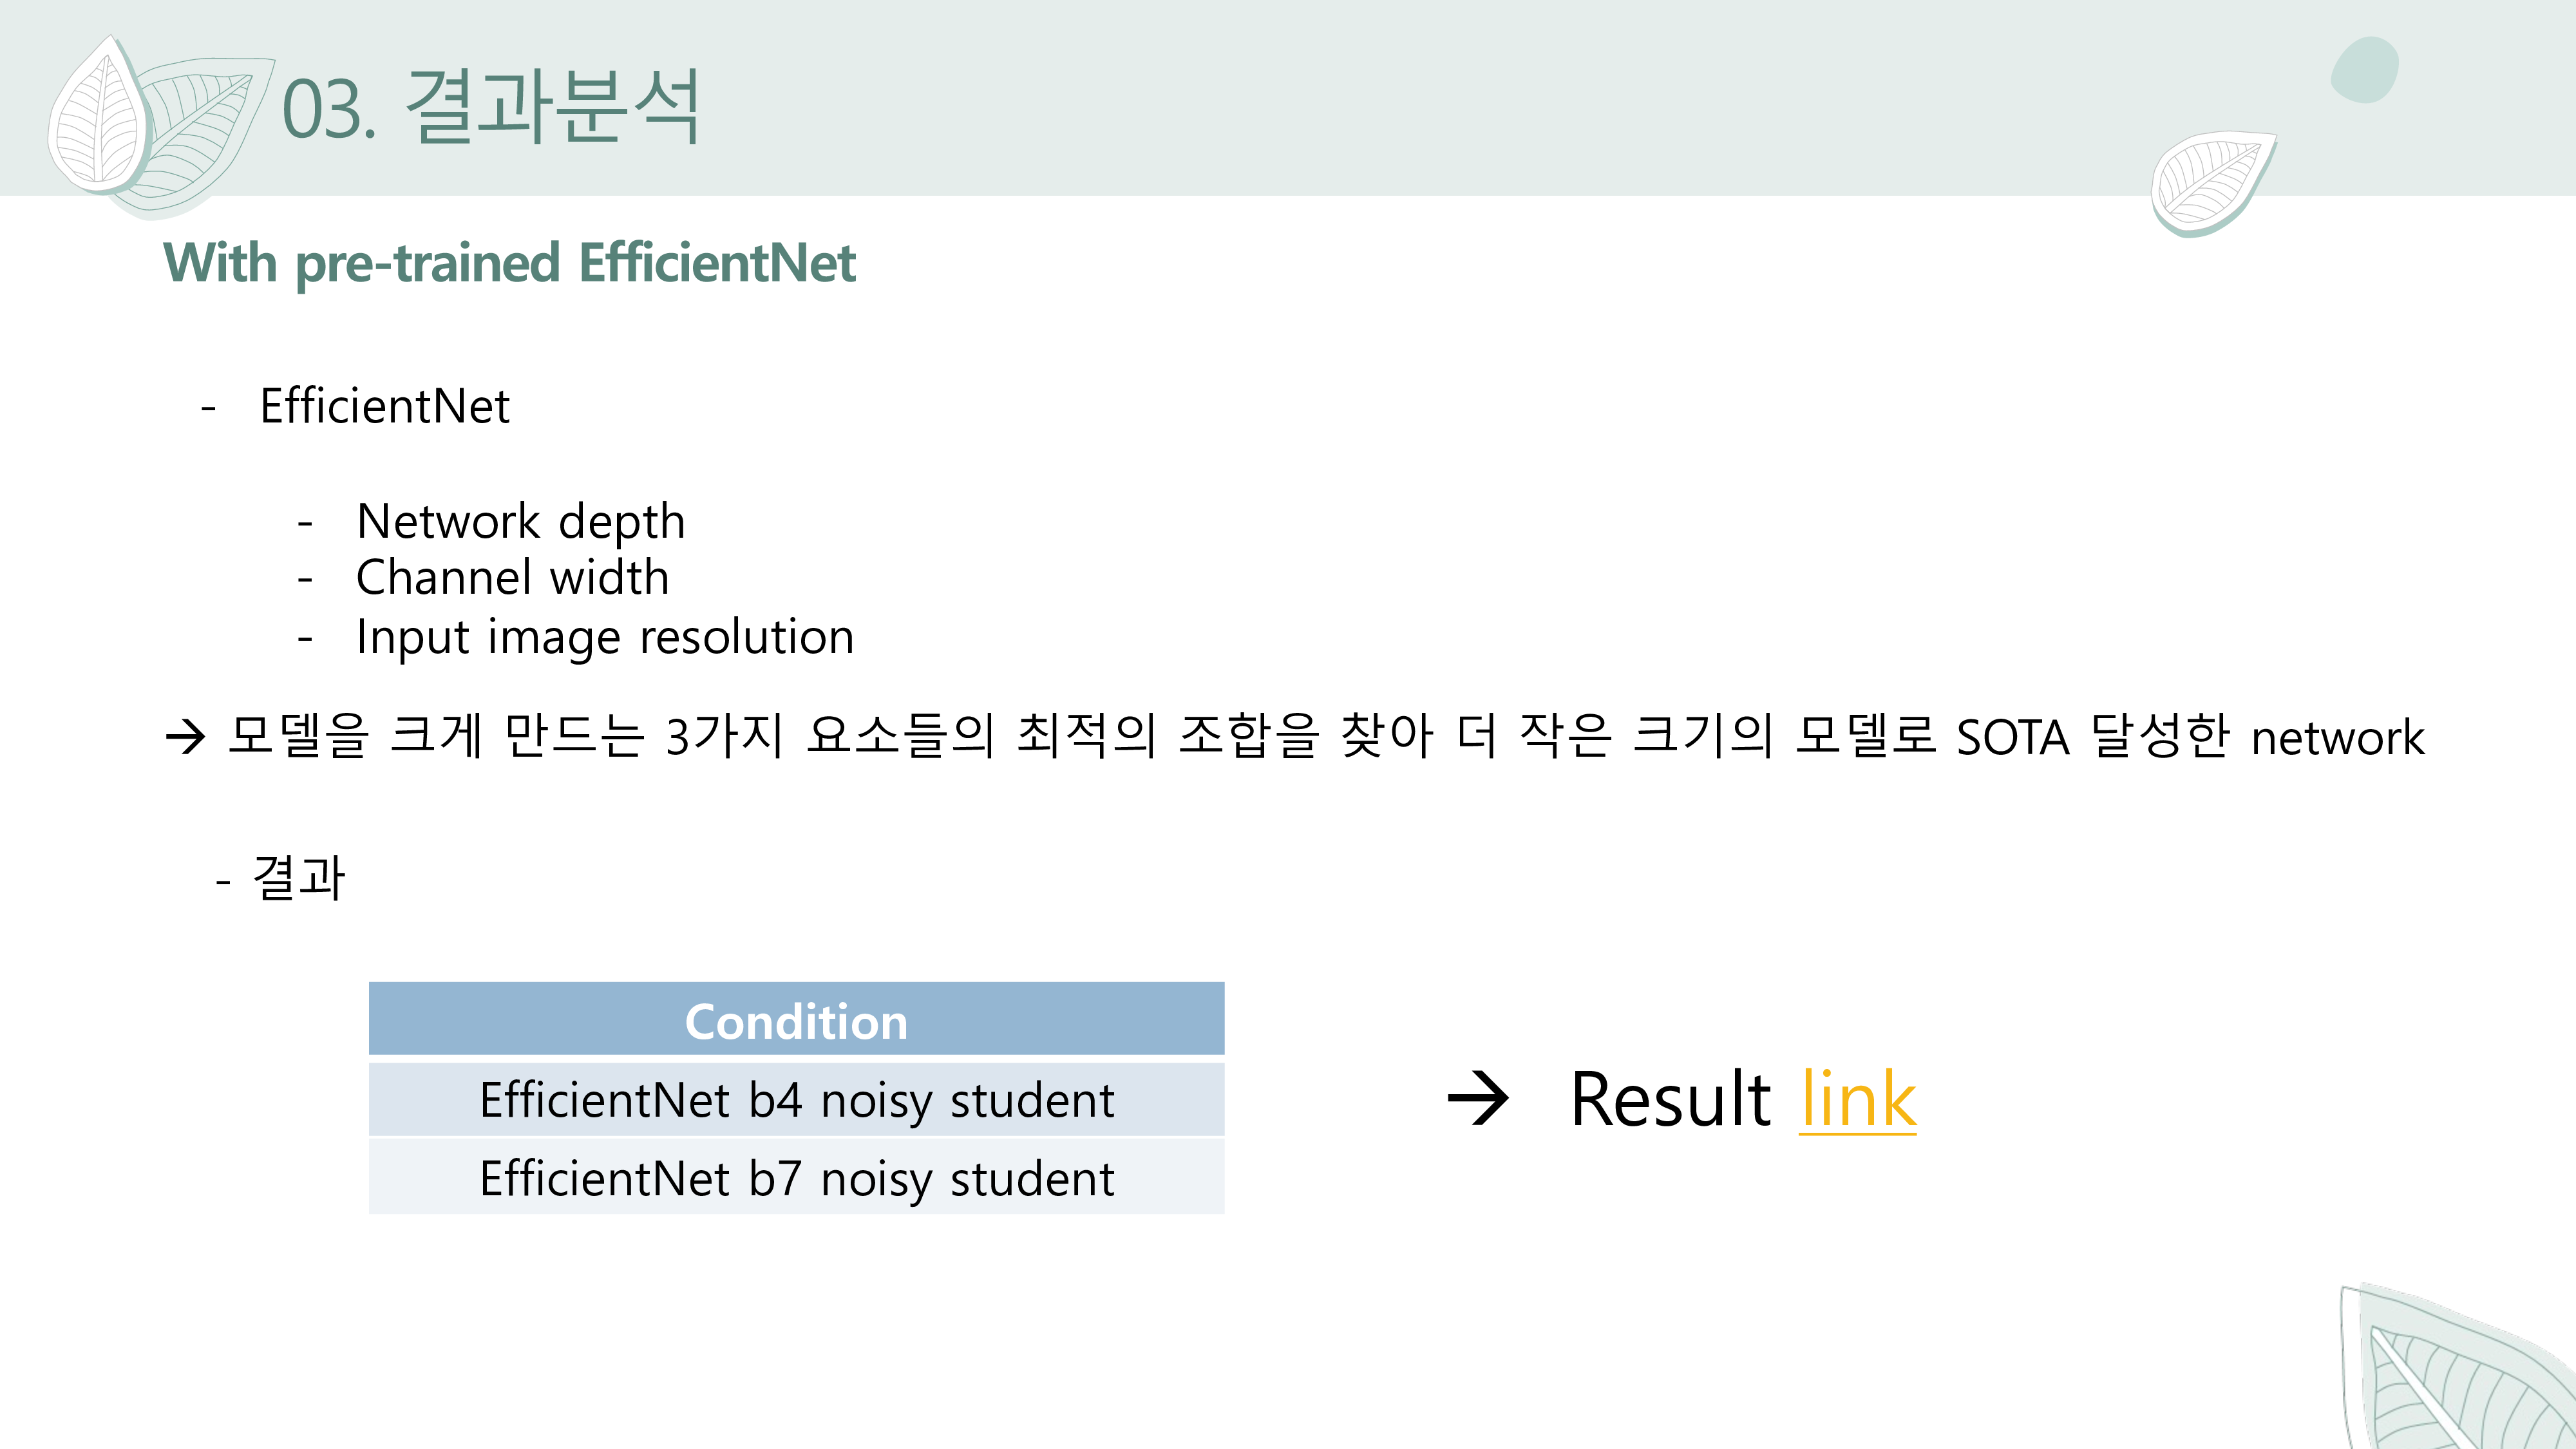 03. 결과분석
With pre-trained EfficientNet
- EfficientNet
- Network depth
- Channel width
- Input image resolution
→ 모델을 크게 만드는 3가지 요소들의 최적의 조합을 찾아 더 작은 크기의 모델로 SOTA 달성한 network
- 결과
Condition
EfficientNet b4 noisy student
EfficientNet b7 noisy student
→ Result link